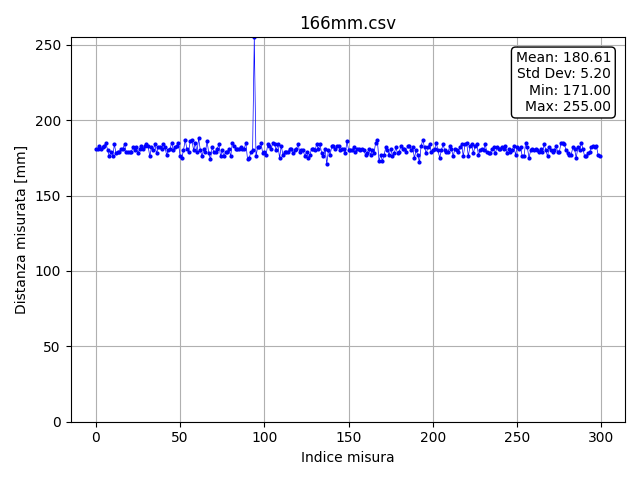 166mm.csv
Mean: 180.61
Std Dev: 5.20
Min: 171.00
Max: 255.00
250
200
150
100
50
0
Distanza misurata [mm]
0 50 100 150 200 250 300
Indice misura